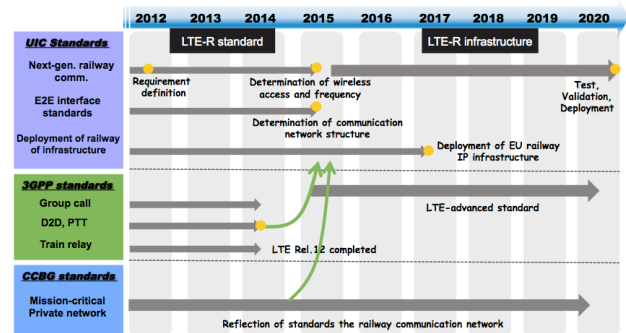 2012 2013 2014 2015 2016 2017 2018 2019 2020
UIC Standards
LTE-R standard
LTE-R infrastructure
Next-gen. railway
comm.
Requirement
definition
Determination of wireless
access and frequency
Test,
Validation,
Deployment
E2E interface
standards
Determination of communication
network structure
Deployment of railway
of infrastructure
Deployment of EU railway
IP infrastructure
3GPP standards
Group call
D2D, PTT
Train relay
LTE-advanced standard
LTE Rel.12 completed
CCBG standards
Mission-critical
Private network
Reflection of standards the railway communication network